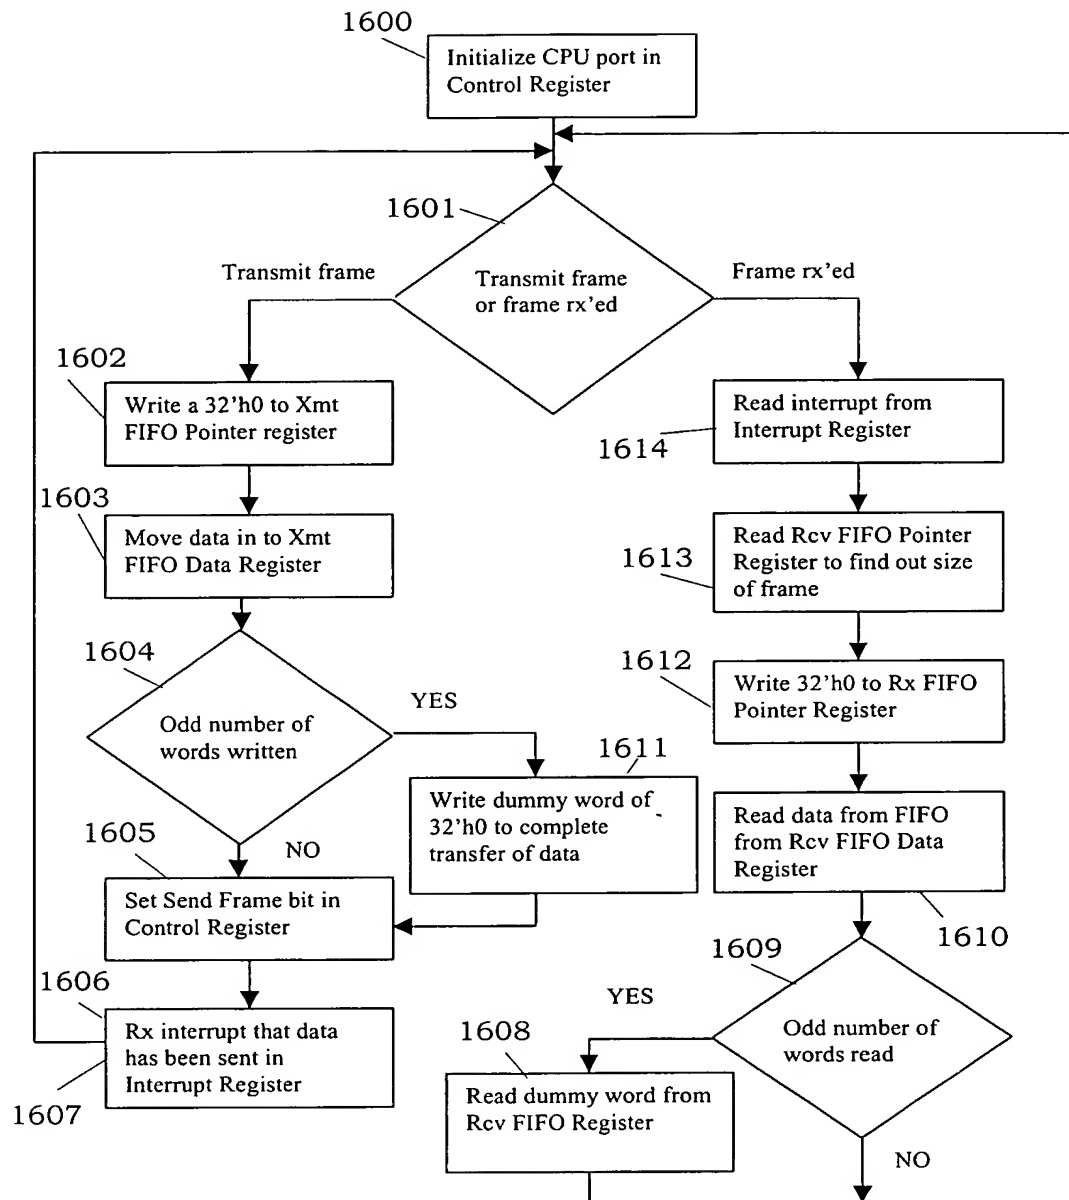 1600
Initialize CPU port in
Control Register
1601
Transmit frame
Transmit frame
or frame rx'ed
Frame rx'ed
1602
Write a 32'h0 to Xmt
FIFO Pointer register
1603
Move data in to Xmt
FIFO Data Register
1604
Odd number of
words written
YES
1611
Write dummy word of
32'h0 to complete
transfer of data
NO
1605
Set Send Frame bit in
Control Register
1606
Rx interrupt that data
has been sent in
Interrupt Register
1607
Read interrupt from
Interrupt Register
1614
Read Rcv FIFO Pointer
Register to find out size
of frame
1613
1612
Write 32'h0 to Rx FIFO
Pointer Register
Read data from FIFO
from Rcv FIFO Data
Register
1610
1609
Odd number of
words read
YES
1608
Read dummy word from
Rcv FIFO Register
NO